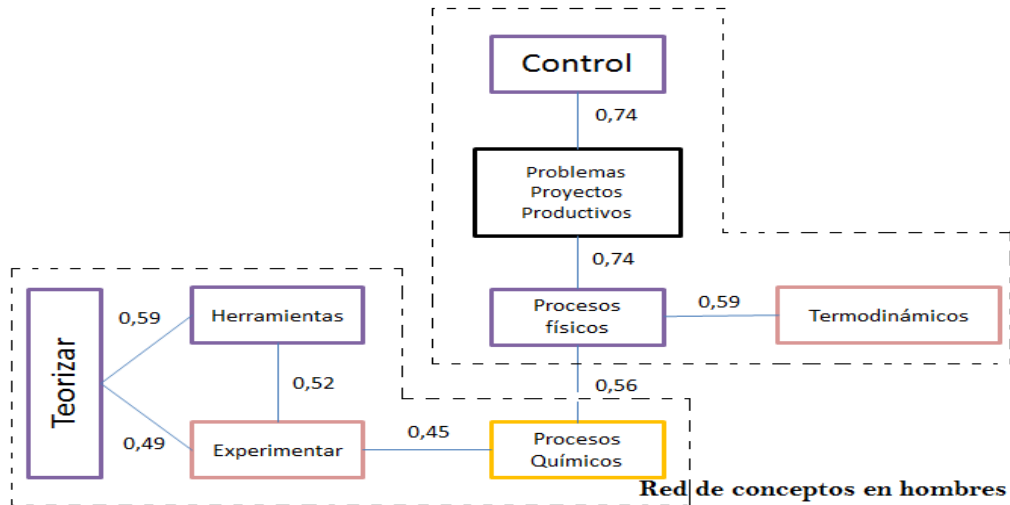 Control
0,74
Problemas
Proyectos
Productivos
0,74
Procesos
físicos
0,59
Termodinámicos
Teorizar
0,59
Herramientas
0,52
0,56
0,49
Experimentar
0,45
Procesos
Químicos
Red de conceptos en hombres